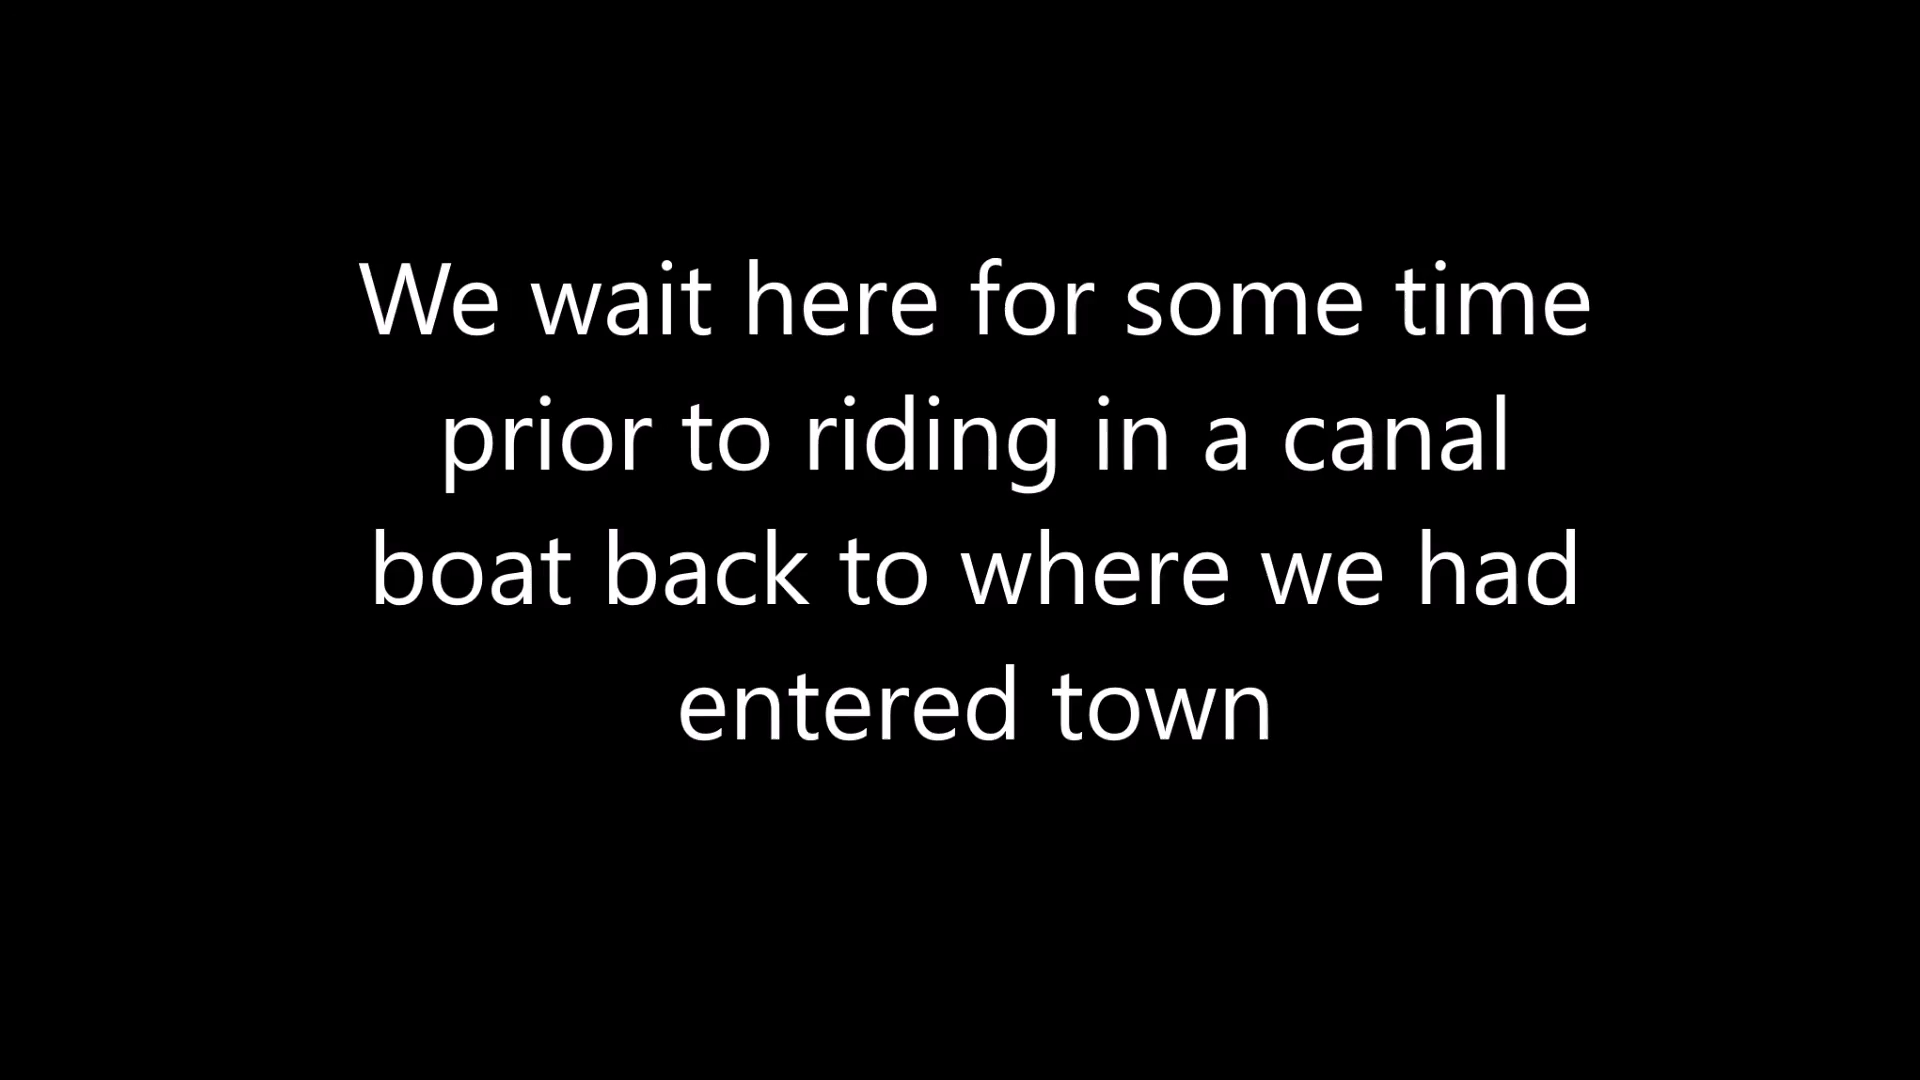 We wait here for some time
prior to riding in a canal
boat back to where we had
entered town